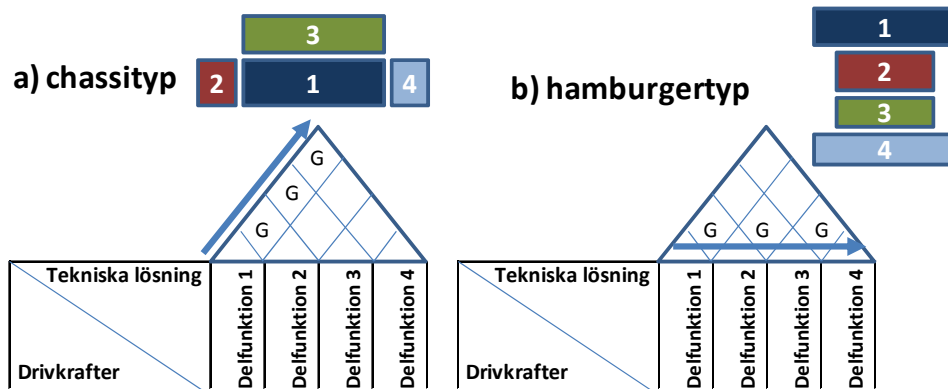 3
a) chassityp
2 1 4
G
G
G
Tekniska lösning
Drivkrafter
Delfunktion 1
Delfunktion 2
Delfunktion 3
Delfunktion 4
1
b) hamburgertyp
2
3
4
G G G
Tekniska lösning
Drivkrafter
Delfunktion 1
Delfunktion 2
Delfunktion 3
Delfunktion 4